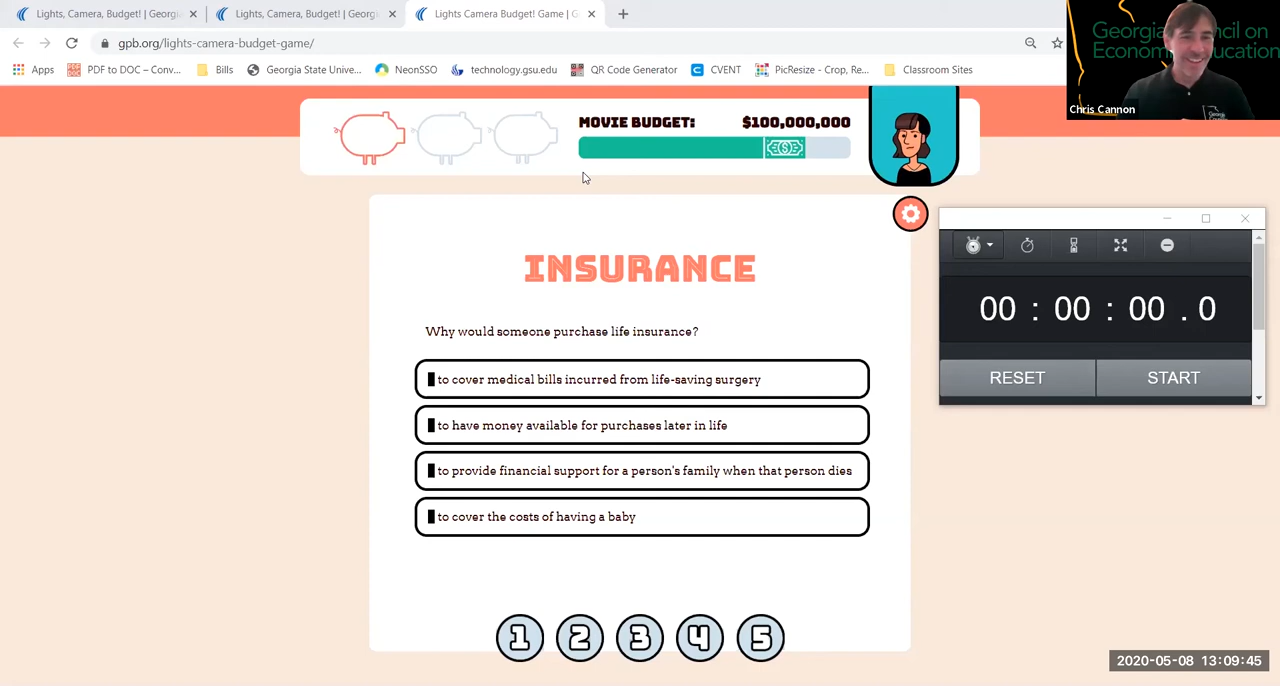 Lights, Camera, Budget! | Georgi
Lights, Camera, Budget! | Georgi
Lights Camera Budget! Game | G
gpb.org/lights-camera-budget-game/
Apps
PDF to DOC – Conv...
Bills
Georgia State Unive...
NeonSSO
technology.gsu.edu
QR Code Generator
CVENT
PicResize - Crop, Re...
Classroom Sites
Georgia Council on
Economic Education
Chris Cannon
MOVIE BUDGET: $100,000,000
INSURANCE
Why would someone purchase life insurance?
to cover medical bills incurred from life-saving surgery
to have money available for purchases later in life
to provide financial support for a person's family when that person dies
to cover the costs of having a baby
1 2 3 4 5
00 : 00 : 00 . 0
RESET START
2020-05-08 13:09:45